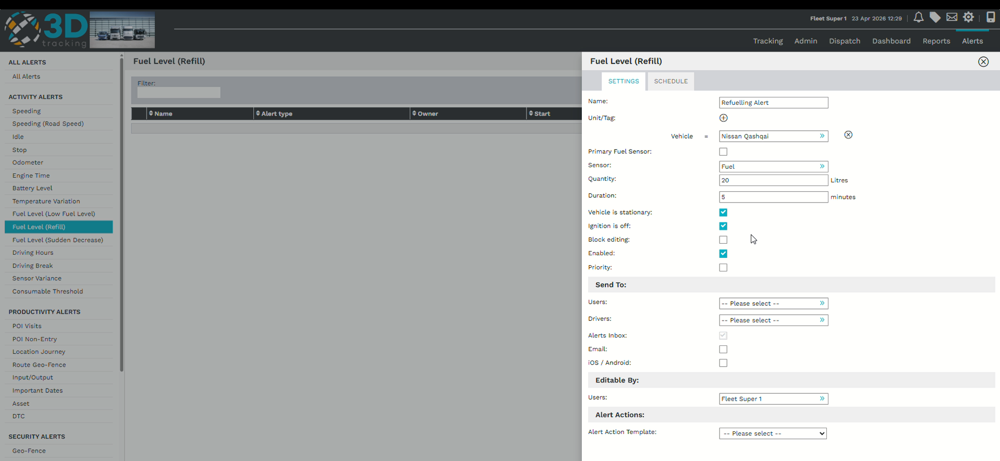 3D
tracking
Fleet Super 1 23 Apr 2026 12:29
Tracking Admin Dispatch Dashboard Reports Alerts
ALL ALERTS
All Alerts
ACTIVITY ALERTS
Speeding
Speeding (Road Speed)
Idle
Stop
Odometer
Engine Time
Battery Level
Temperature Variation
Fuel Level (Low Fuel Level)
Fuel Level (Refill)
Fuel Level (Sudden Decrease)
Driving Hours
Driving Break
Sensor Variance
Consumable Threshold
PRODUCTIVITY ALERTS
POI Visits
POI Non-Entry
Location Journey
Route Geo-Fence
Input/Output
Important Dates
Asset
DTC
SECURITY ALERTS
Geo-Fence
Fuel Level (Refill)
Filter:
Name Alert type Owner Start
Fuel Level (Refill)
SETTINGS SCHEDULE
Name: Refuelling Alert
Unit/Tag:
Vehicle = Nissan Qashqai
Primary Fuel Sensor:
Sensor: Fuel
Quantity: 20 Litres
Duration: 5 minutes
Vehicle is stationary:
Ignition is off:
Block editing:
Enabled:
Priority:
Send To:
Users: -- Please select --
Drivers: -- Please select --
Alerts Inbox:
Email:
iOS / Android:
Editable By:
Users: Fleet Super 1
Alert Actions:
Alert Action Template: -- Please select --